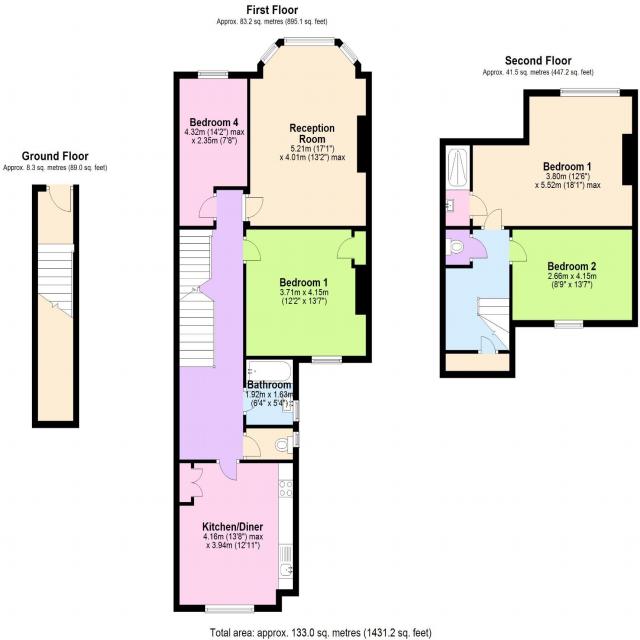 First Floor
Approx. 83.2 sq. metres (895.1 sq. feet)
Second Floor
Approx. 41.5 sq. metres (447.2 sq. feet)
Ground Floor
Approx. 8.3 sq. metres (89.0 sq. feet)
Bedroom 4
4.32m (14'2") max
x 2.35m (7'8")
Reception
Room
5.21m (17'1")
x 4.01m (13'2") max
Bedroom 1
3.80m (12'6")
x 5.52m (18'1") max
Bedroom 2
2.66m x 4.15m
(8'9" x 13'7")
Bedroom 1
3.71m x 4.15m
(12'2" x 13'7")
Bathroom
1.92m x 1.63m
(6'4" x 5'4")
Kitchen/Diner
4.16m (13'8") max
x 3.94m (12'11")
Total area: approx. 133.0 sq. metres (1431.2 sq. feet)